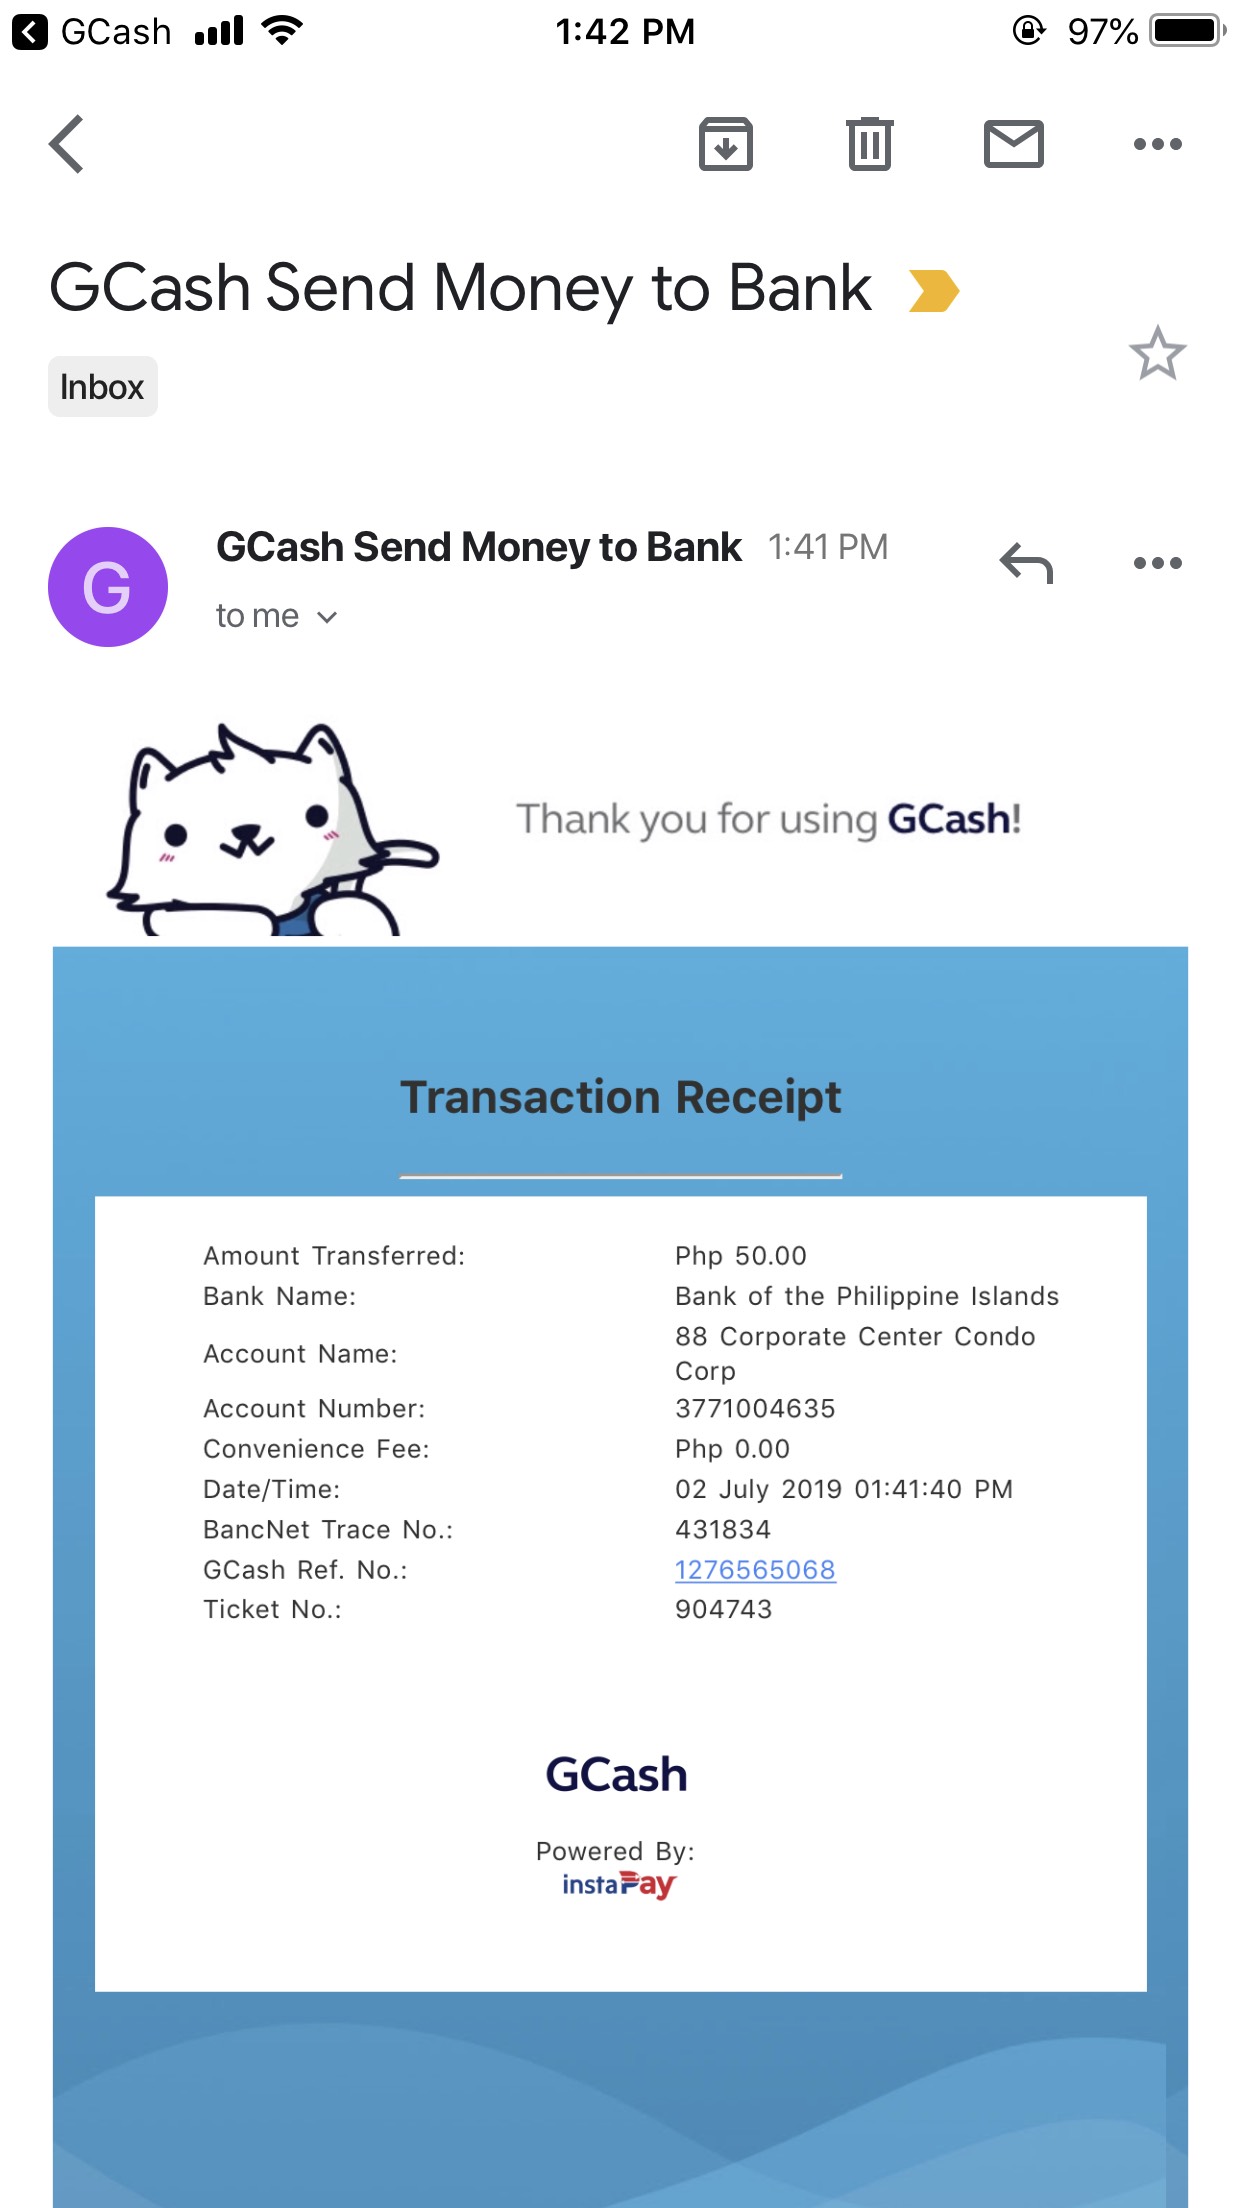 GCash 1:42 PM 97%
GCash Send Money to Bank
Inbox
G
GCash Send Money to Bank 1:41 PM
to me
Thank you for using GCash!
Transaction Receipt
Amount Transferred: Php 50.00
Bank Name: Bank of the Philippine Islands
Account Name: 88 Corporate Center Condo
Corp
Account Number: 3771004635
Convenience Fee: Php 0.00
Date/Time: 02 July 2019 01:41:40 PM
BancNet Trace No.: 431834
GCash Ref. No.: 1276565068
Ticket No.: 904743
GCash
Powered By:
instaPay